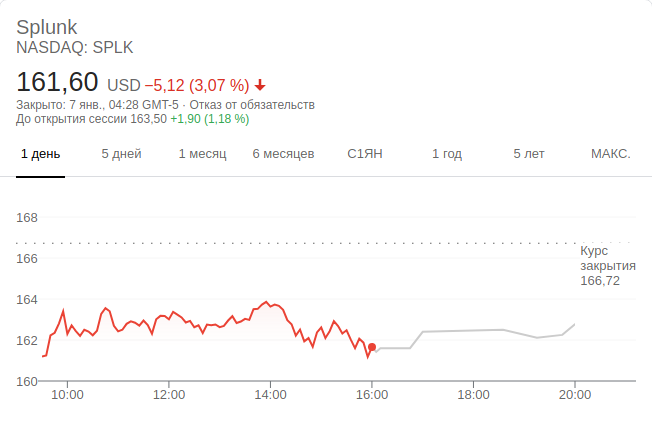 Splunk
NASDAQ: SPLK
161,60 USD −5,12 (3,07 %)
Закрыто: 7 янв., 04:28 GMT-5 · Отказ от обязательств
До открытия сессии 163,50 +1,90 (1,18 %)
1 день 5 дней 1 месяц 6 месяцев С1ЯН 1 год 5 лет МАКС.
168
166
164
162
160
Курс
закрытия
166,72
10:00 12:00 14:00 16:00 18:00 20:00